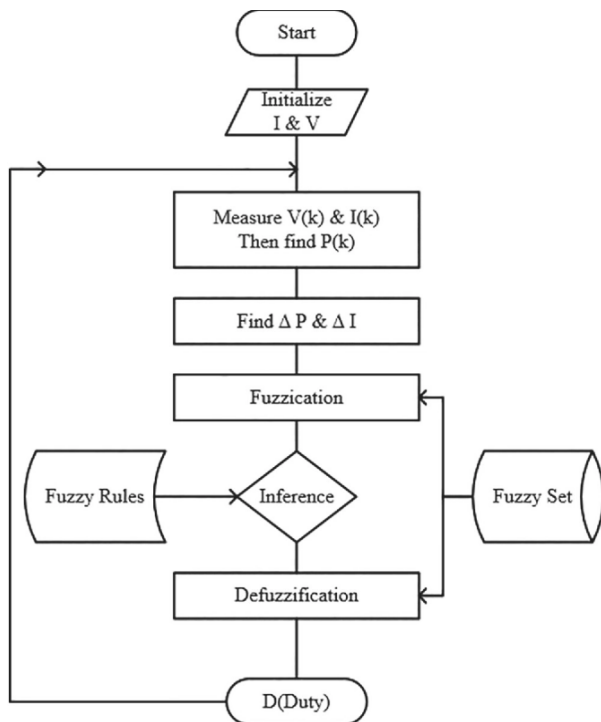 Start
Initialize
I & V
Measure V(k) & I(k)
Then find P(k)
Find Δ P & Δ I
Fuzzication
Fuzzy Rules
Inference
Fuzzy Set
Defuzzification
D(Duty)